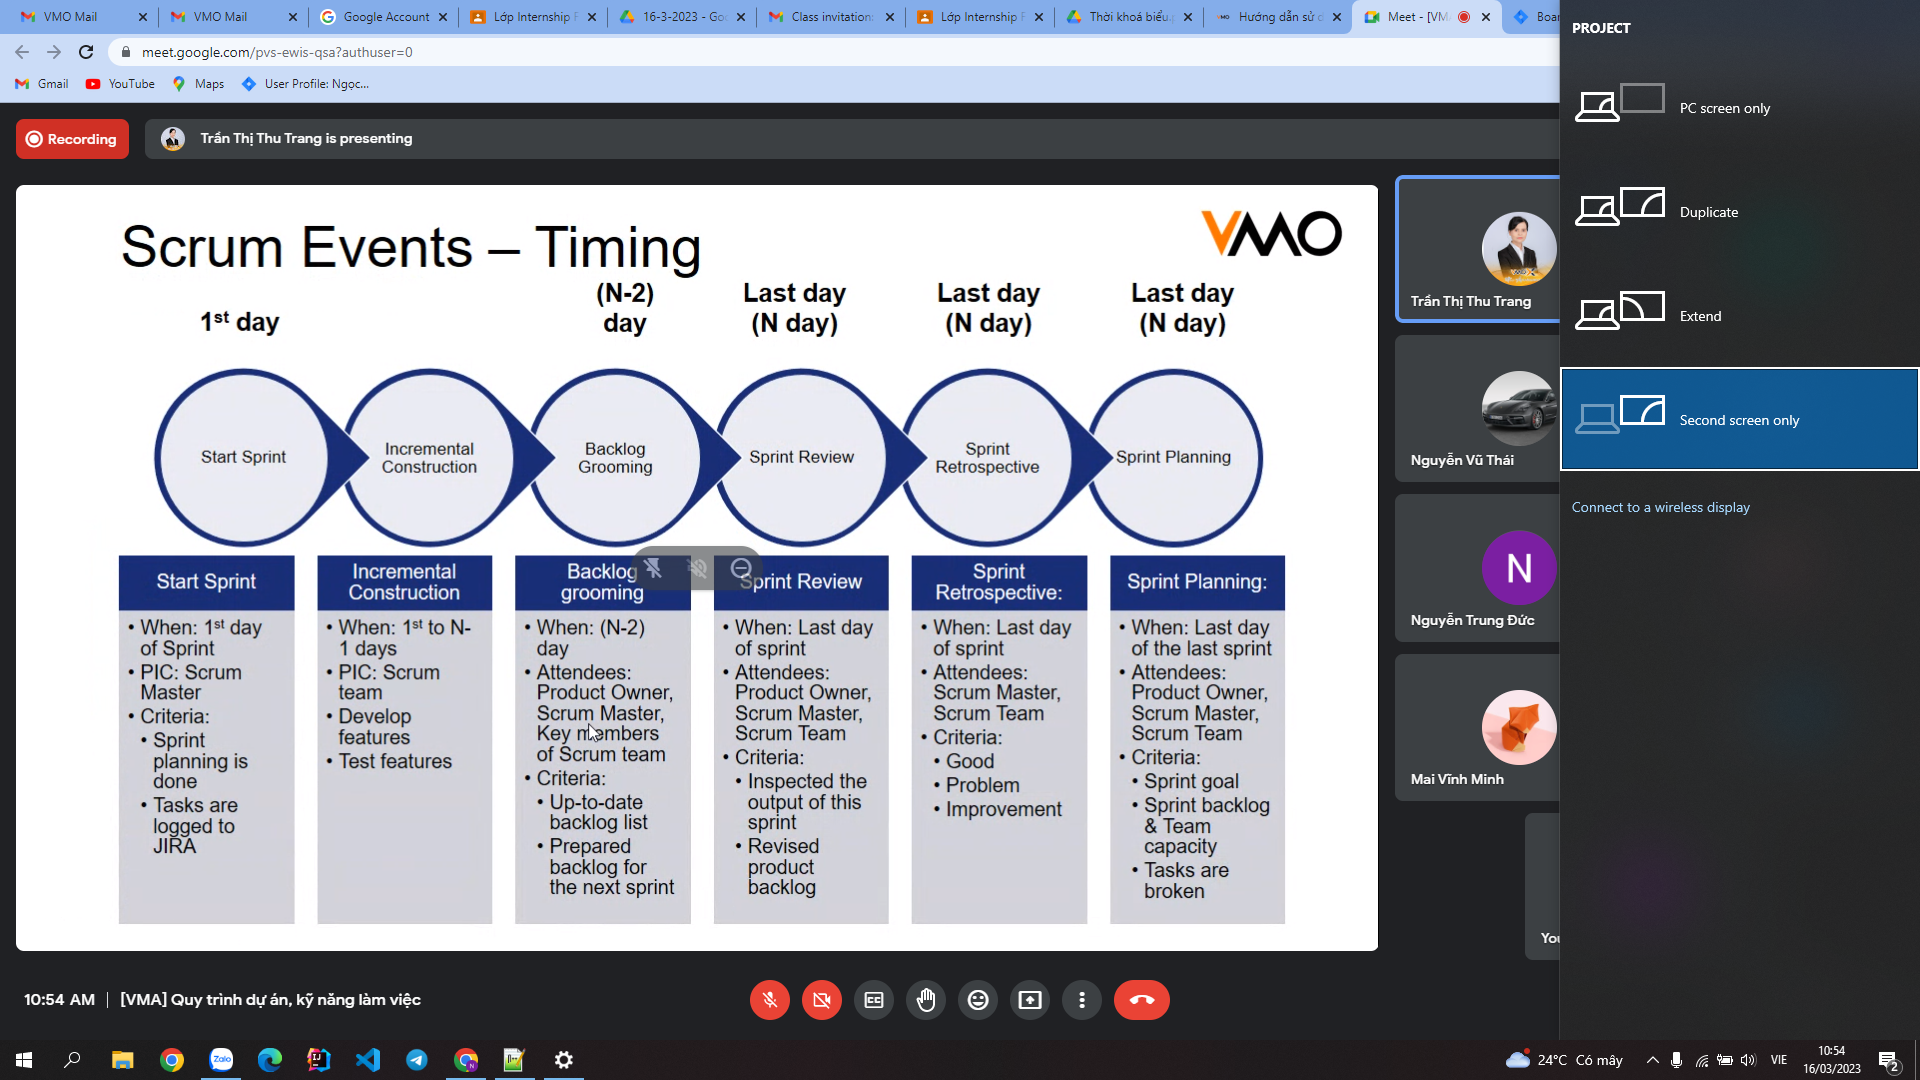 VMO Mail
VMO Mail
Google Account
Lớp Internship F
16-3-2023 - Go
Class invitation:
Lớp Internship F
Thời khoá biểu.
Hướng dẫn sử d
Meet - [VM
Boar
meet.google.com/pvs-ewis-qsa?authuser=0
Gmail
YouTube
Maps
User Profile: Ngọc...
Recording
Trần Thị Thu Trang is presenting
Scrum Events – Timing
VMO
1st day
(N-2)
day
Last day
(N day)
Last day
(N day)
Last day
(N day)
Start Sprint
Incremental
Construction
Backlog
Grooming
Sprint Review
Sprint
Retrospective
Sprint Planning
Start Sprint
• When: 1st day
of Sprint
• PIC: Scrum
Master
• Criteria:
• Sprint
planning is
done
• Tasks are
logged to
JIRA
Incremental
Construction
• When: 1st to N-
1 days
• PIC: Scrum
team
• Develop
features
• Test features
Backlog
grooming
• When: (N-2)
day
• Attendees:
Product Owner,
Scrum Master,
Key members
of Scrum team
• Criteria:
• Up-to-date
backlog list
• Prepared
backlog for
the next sprint
Sprint Review
• When: Last day
of sprint
• Attendees:
Product Owner,
Scrum Master,
Scrum Team
• Criteria:
• Inspected the
output of this
sprint
• Revised
product
backlog
Sprint
Retrospective:
• When: Last day
of sprint
• Attendees:
Scrum Master,
Scrum Team
• Criteria:
• Good
• Problem
• Improvement
Sprint Planning:
• When: Last day
of the last sprint
• Attendees:
Product Owner,
Scrum Master,
Scrum Team
• Criteria:
• Sprint goal
• Sprint backlog
& Team
capacity
• Tasks are
broken
Trần Thị Thu Trang
Nguyễn Vũ Thái
N
Nguyễn Trung Đức
Mai Vĩnh Minh
You
PROJECT
PC screen only
Duplicate
Extend
Second screen only
Connect to a wireless display
10:54 AM | [VMA] Quy trình dự án, kỹ năng làm việc
CC
Zalo
24°C Có mây
VIE
10:54
16/03/2023
2